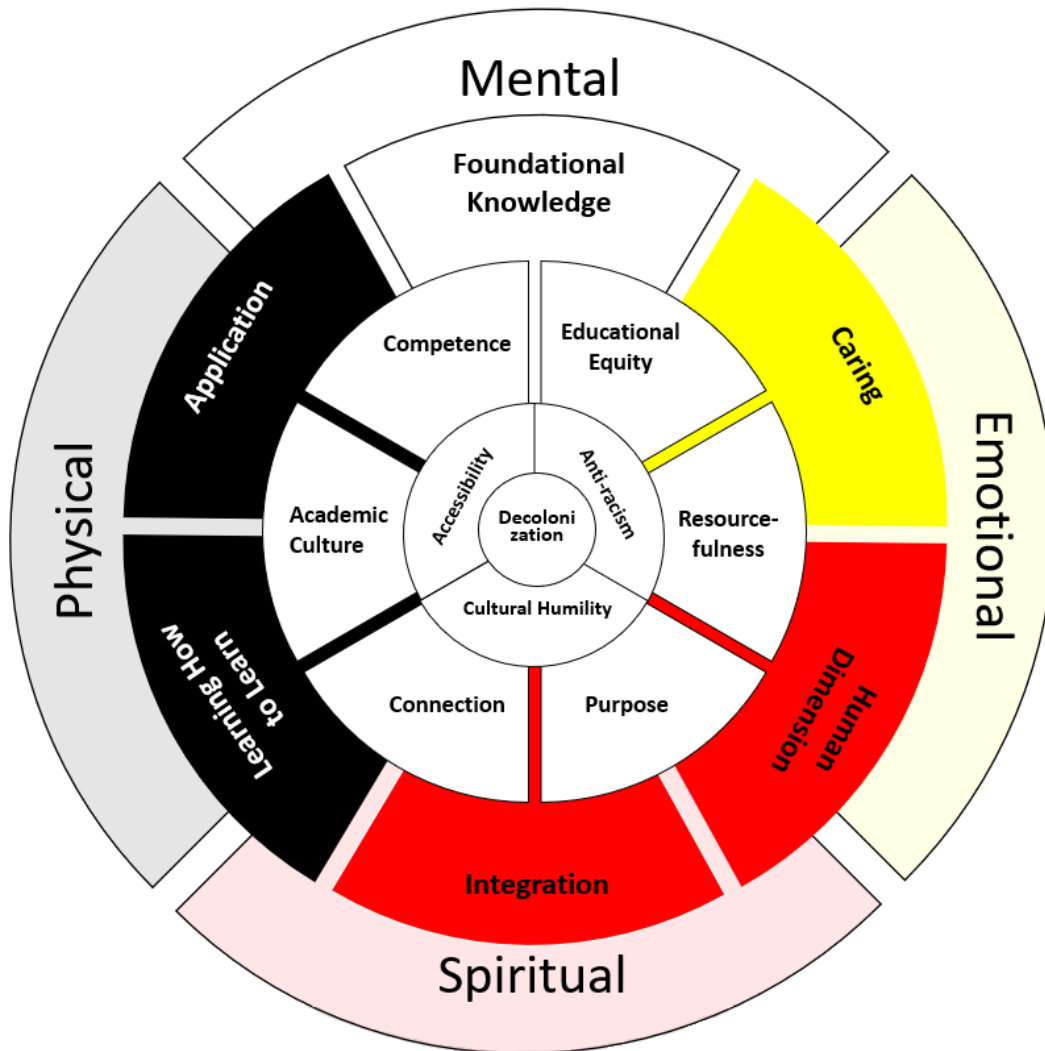 Mental
Foundational
Knowledge
Application
Caring
Competence
Educational
Equity
Physical
Emotional
Accessibility
Anti-racism
Academic
Culture
Decoloni
zation
Resource-
fulness
Cultural Humility
Learning How
to Learn
Connection
Purpose
Human
Dimension
Integration
Spiritual